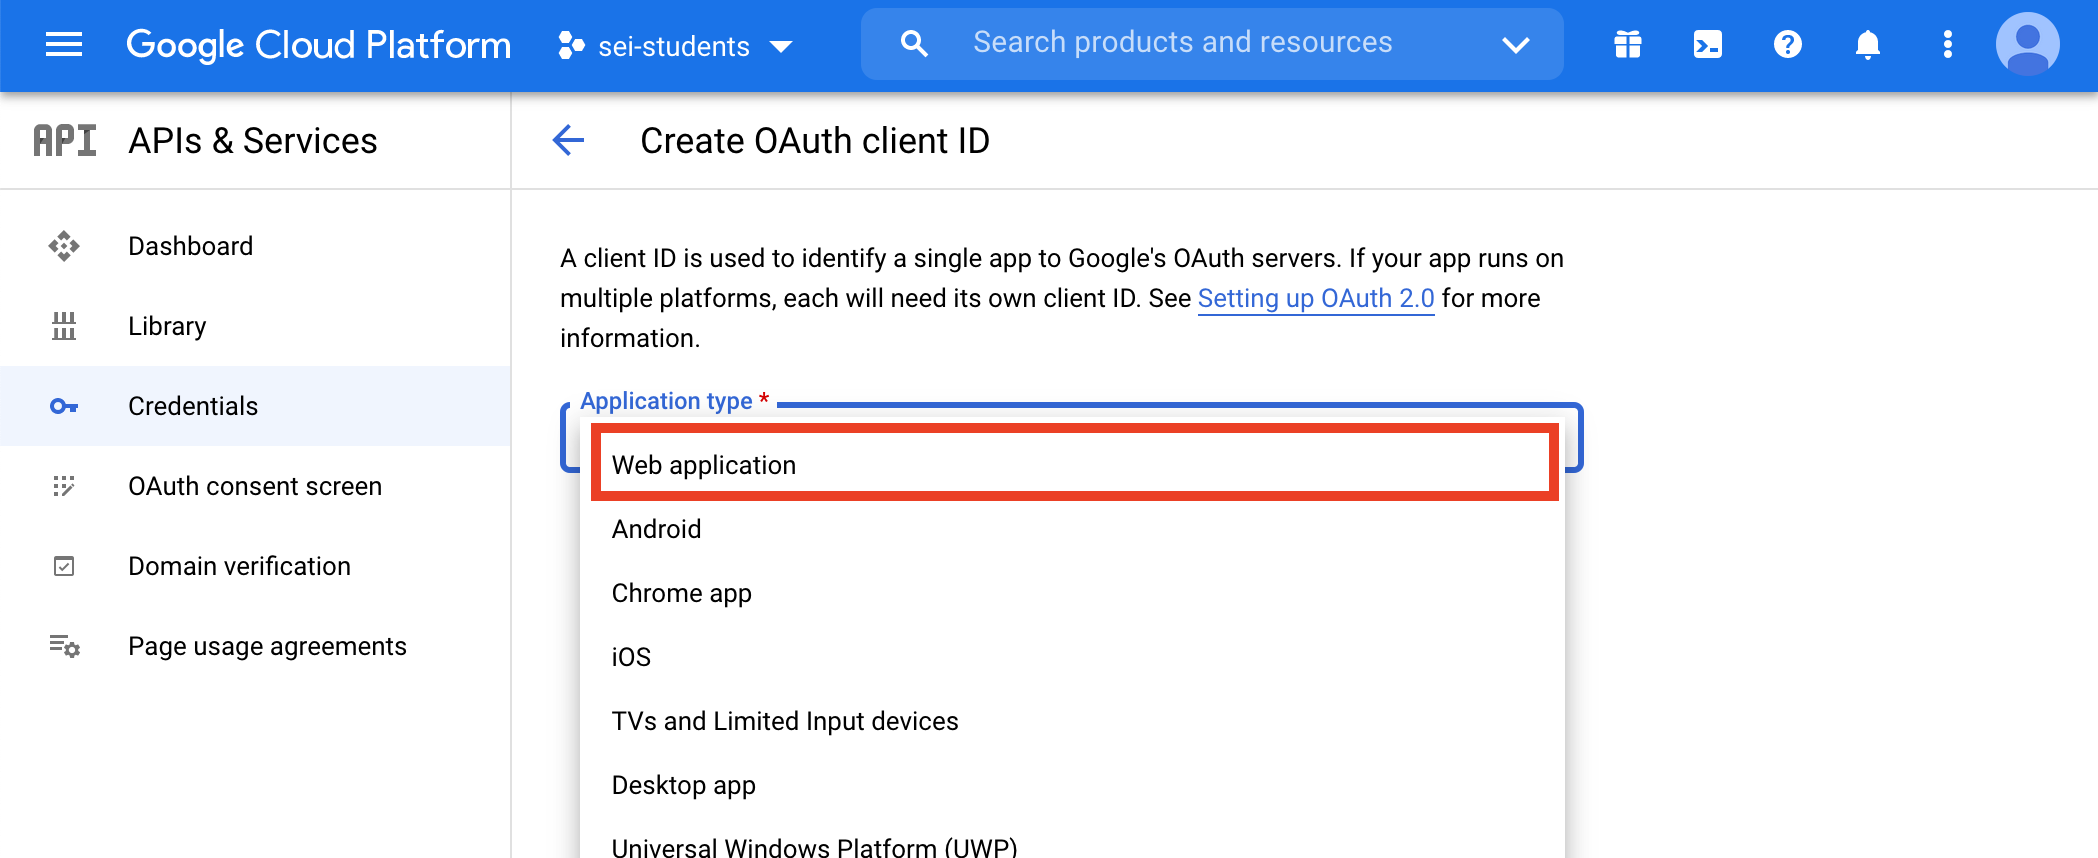 Google Cloud Platform
sei-students
Search products and resources
API
APIs & Services
Create OAuth client ID
Dashboard
Library
Credentials
OAuth consent screen
Domain verification
Page usage agreements
A client ID is used to identify a single app to Google's OAuth servers. If your app runs on
multiple platforms, each will need its own client ID. See Setting up OAuth 2.0 for more
information.
Application type *
Web application
Android
Chrome app
iOS
TVs and Limited Input devices
Desktop app
Universal Windows Platform (UWP)